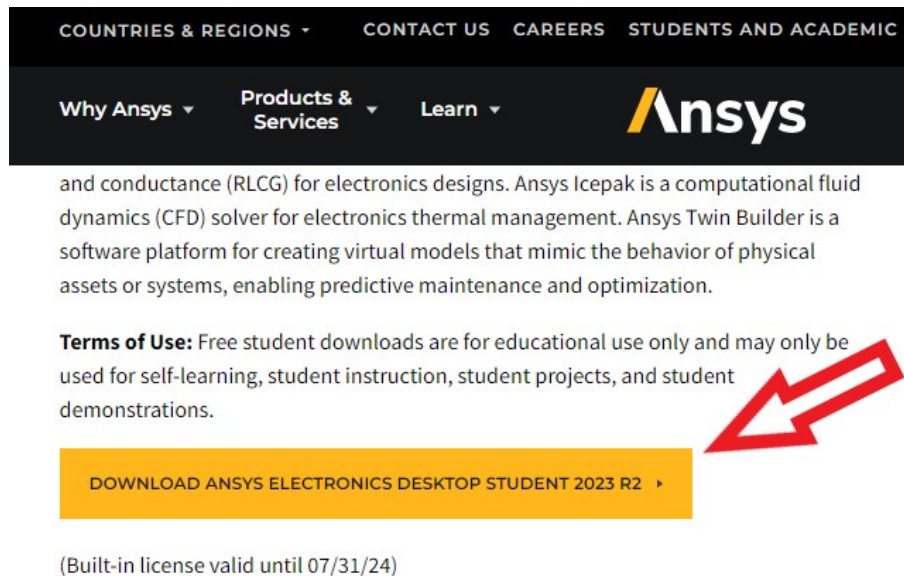 COUNTRIES & REGIONS CONTACT US CAREERS STUDENTS AND ACADEMIC
Why Ansys Products & Services Learn Ansys
and conductance (RLCG) for electronics designs. Ansys Icepak is a computational fluid
dynamics (CFD) solver for electronics thermal management. Ansys Twin Builder is a
software platform for creating virtual models that mimic the behavior of physical
assets or systems, enabling predictive maintenance and optimization.
Terms of Use: Free student downloads are for educational use only and may only be
used for self-learning, student instruction, student projects, and student
demonstrations.
DOWNLOAD ANSYS ELECTRONICS DESKTOP STUDENT 2023 R2
(Built-in license valid until 07/31/24)